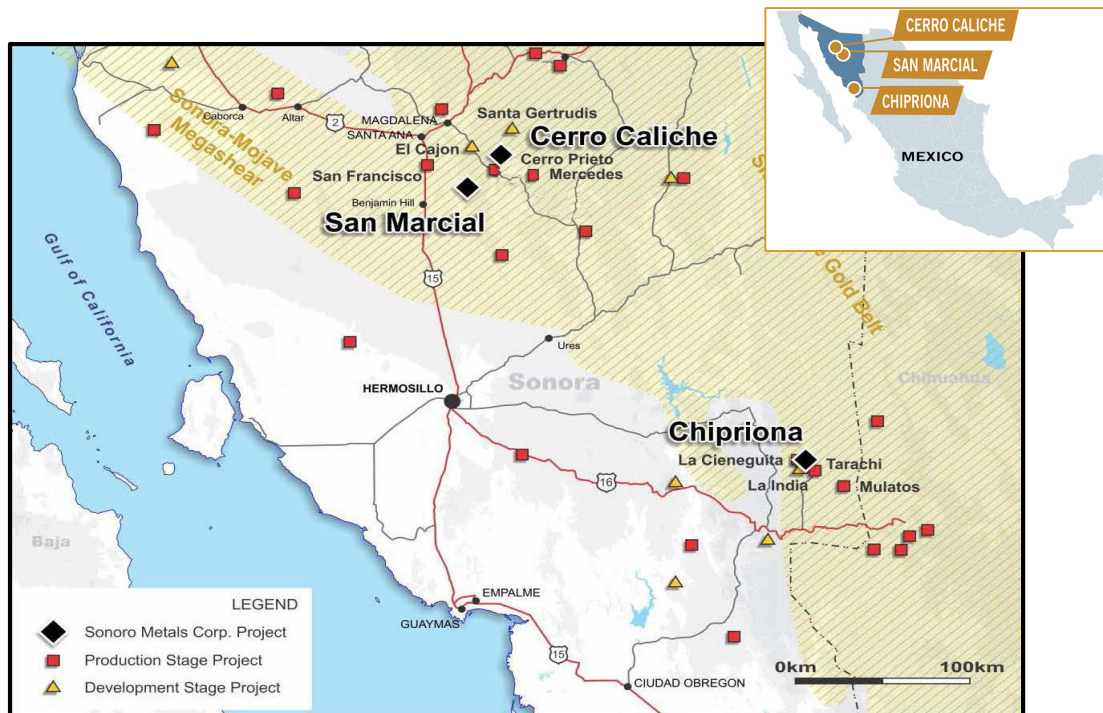 CERRO CALICHE
SAN MARCIAL
CHIPRIONA
MEXICO
Caborca
Altar
2
MAGDALENA
SANTA ANA
Santa Gertrudis
Cerro Caliche
El Cajon
Cerro Prieto
Mercedes
Sonora-Mojave
Megashear
San Francisco
Benjamin Hill
San Marcial
Gulf of California
15
Gold Belt
Ures
HERMOSILLO
Sonora
Chihuahua
Chipriona
La Cieneguita
Tarachi
La India
Mulatos
16
Baja
EMPALME
GUAYMAS
15
CIUDAD OBREGON
LEGEND
Sonoro Metals Corp. Project
Production Stage Project
Development Stage Project
0km
100km